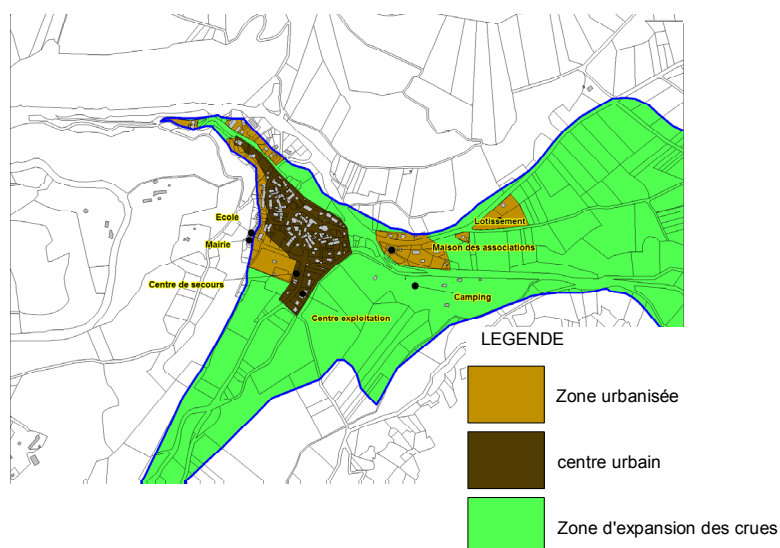 Ecole
Lotissement
Mairie
Maison des associations
Centre de secours
Camping
Centre exploitation
LEGENDE
Zone urbanisée
centre urbain
Zone d'expansion des crues